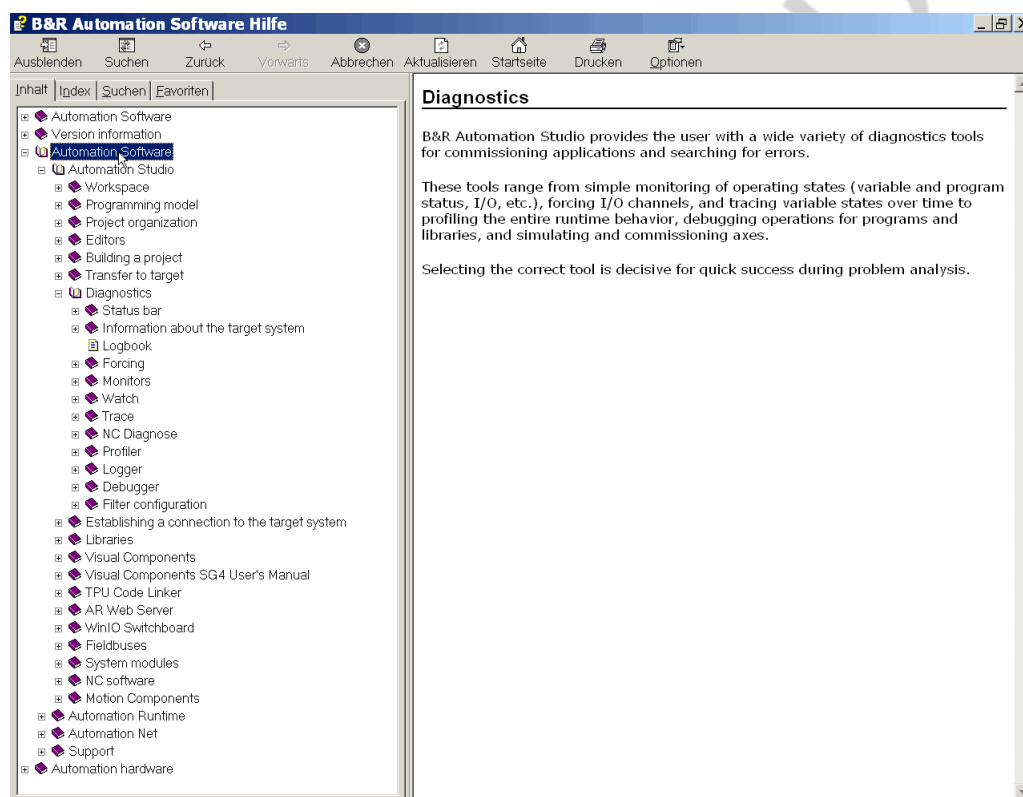 B&R Automation Software Hilfe
Ausblenden Suchen Zurück Vorwärts Abbrechen Aktualisieren Startseite Drucken Optionen
Inhalt Index Suchen Favoriten
Automation Software
Version information
Automation Software
Automation Studio
Workspace
Programming model
Project organization
Editors
Building a project
Transfer to target
Diagnostics
Status bar
Information about the target system
Logbook
Forcing
Monitors
Watch
Trace
NC Diagnose
Profiler
Logger
Debugger
Filter configuration
Establishing a connection to the target system
Libraries
Visual Components
Visual Components SG4 User's Manual
TPU Code Linker
AR Web Server
WinIO Switchboard
Fieldbuses
System modules
NC software
Motion Components
Automation Runtime
Automation Net
Support
Automation hardware
Diagnostics
B&R Automation Studio provides the user with a wide variety of diagnostics tools
for commissioning applications and searching for errors.
These tools range from simple monitoring of operating states (variable and program
status, I/O, etc.), forcing I/O channels, and tracing variable states over time to
profiling the entire runtime behavior, debugging operations for programs and
libraries, and simulating and commissioning axes.
Selecting the correct tool is decisive for quick success during problem analysis.